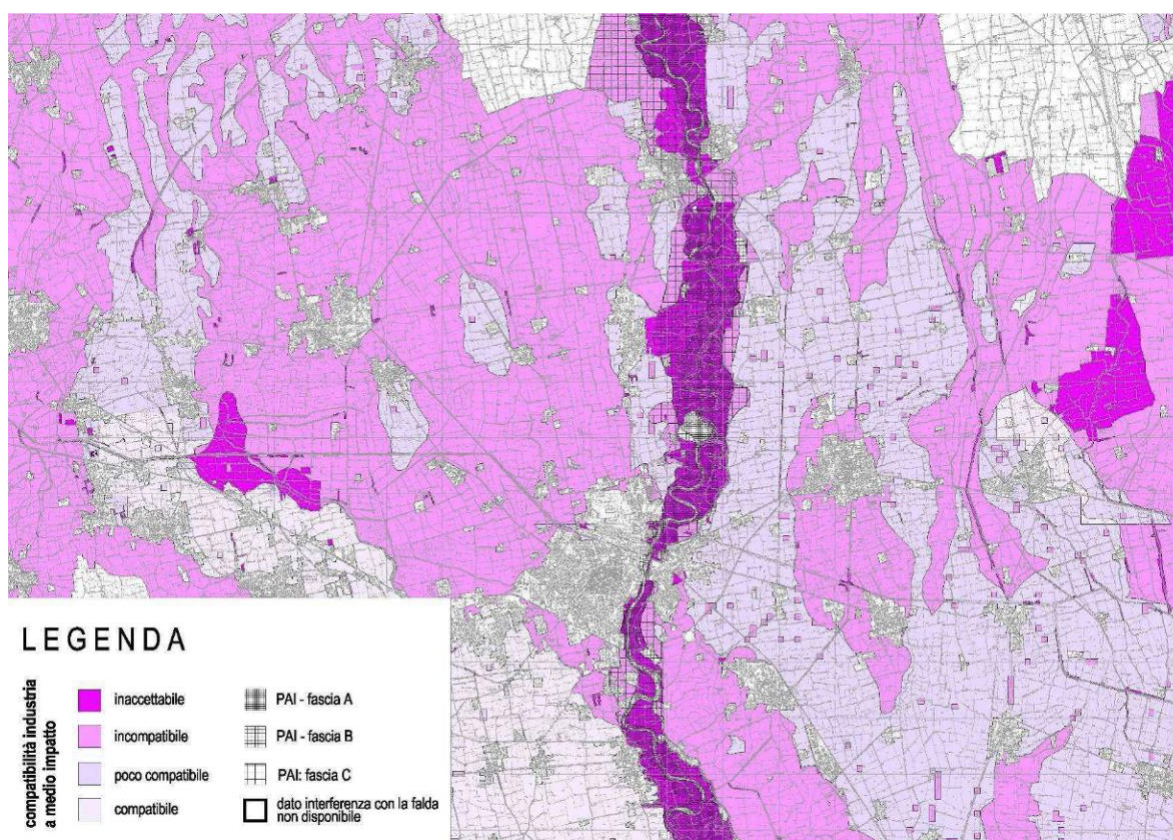 LEGENDA
compatibilità industria
a medio impatto
inaccettabile
incompatibile
poco compatibile
compatibile
PAI - fascia A
PAI - fascia B
PAI: fascia C
dato interferenza con la falda
non disponibile